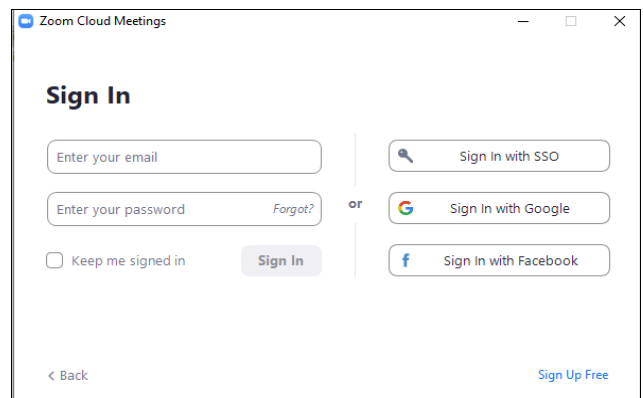 Zoom Cloud Meetings
Sign In
Enter your email
Enter your password Forgot?
Keep me signed in Sign In
or
Sign In with SSO
Sign In with Google
Sign In with Facebook
< Back
Sign Up Free